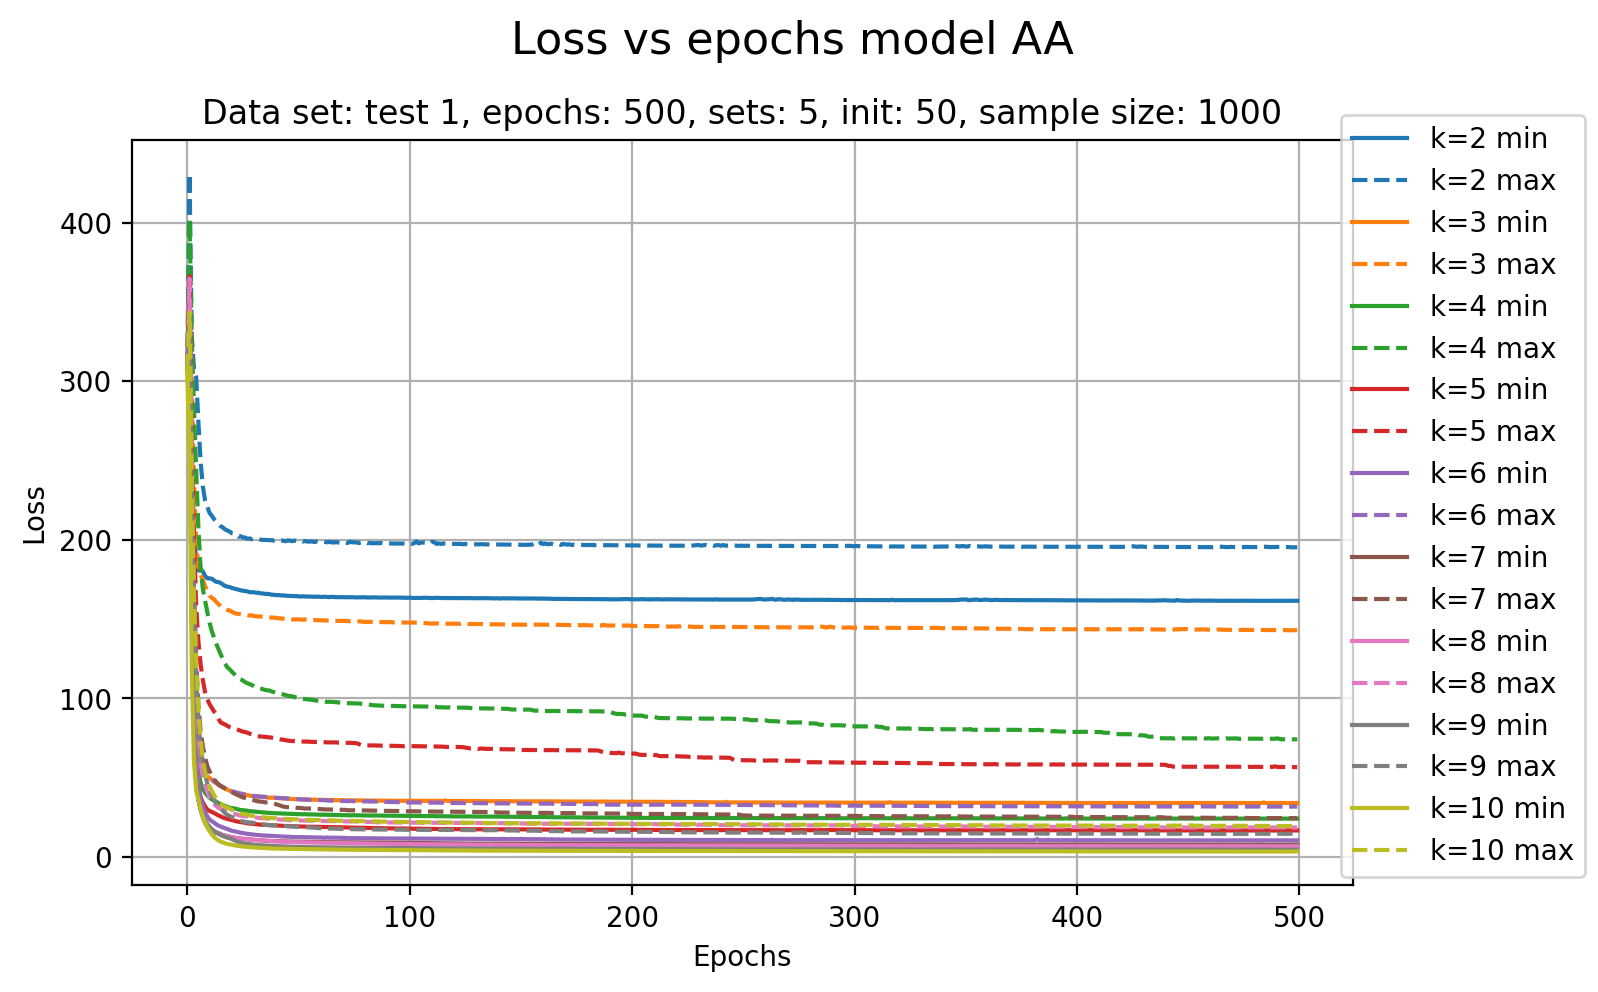 Loss vs epochs model AA
Data set: test 1, epochs: 500, sets: 5, init: 50, sample size: 1000
400
300
200
100
0
Loss
0 100 200 300 400 500
Epochs
k=2 min
k=2 max
k=3 min
k=3 max
k=4 min
k=4 max
k=5 min
k=5 max
k=6 min
k=6 max
k=7 min
k=7 max
k=8 min
k=8 max
k=9 min
k=9 max
k=10 min
k=10 max